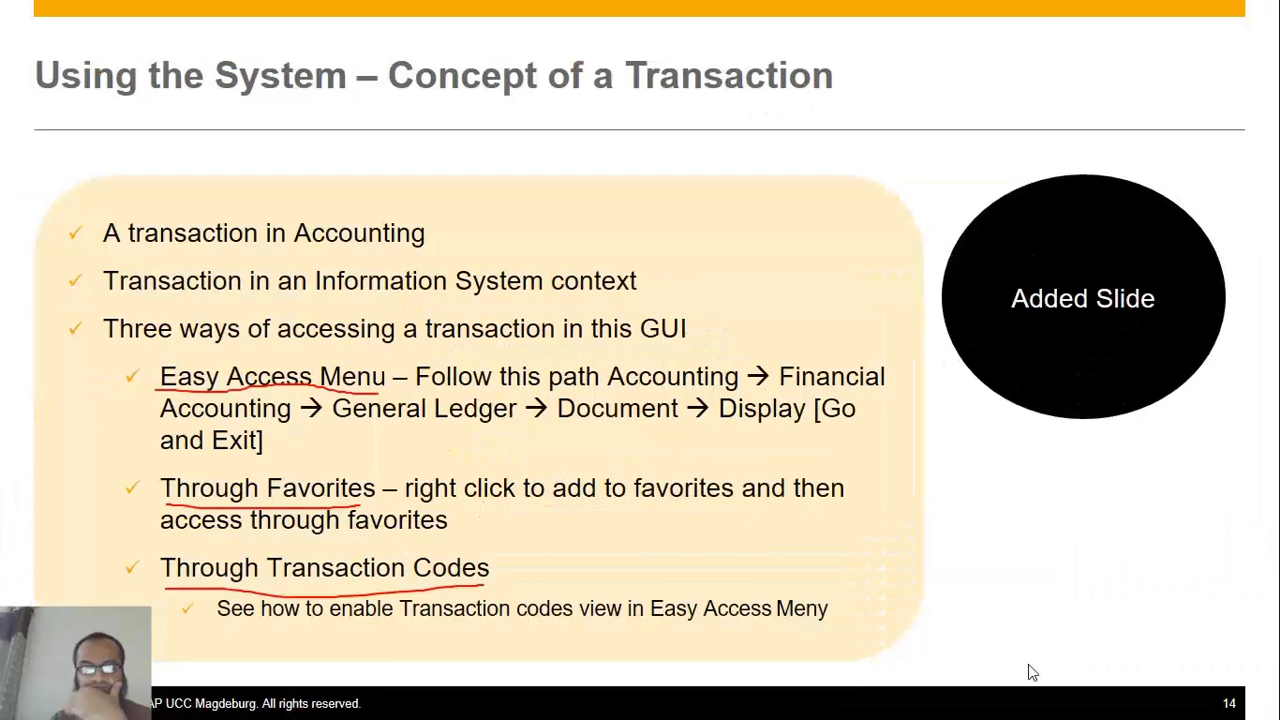 Using the System – Concept of a Transaction
A transaction in Accounting
Transaction in an Information System context
Three ways of accessing a transaction in this GUI
Easy Access Menu – Follow this path Accounting → Financial
Accounting → General Ledger → Document → Display [Go
and Exit]
Through Favorites – right click to add to favorites and then
access through favorites
Through Transaction Codes
See how to enable Transaction codes view in Easy Access Meny
Added Slide
AP UCC Magdeburg. All rights reserved.
14